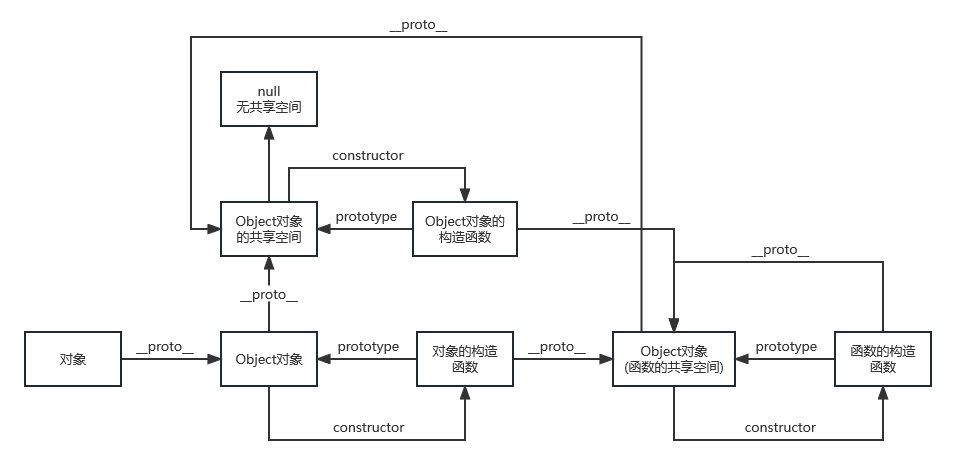 __proto__
null
无共享空间
constructor
Object对象
的共享空间
prototype
Object对象的
构造函数
__proto__
__proto__
__proto__
对象
__proto__
Object对象
prototype
对象的构造
函数
__proto__
Object对象
(函数的共享空间)
prototype
函数的构造
函数
constructor
constructor